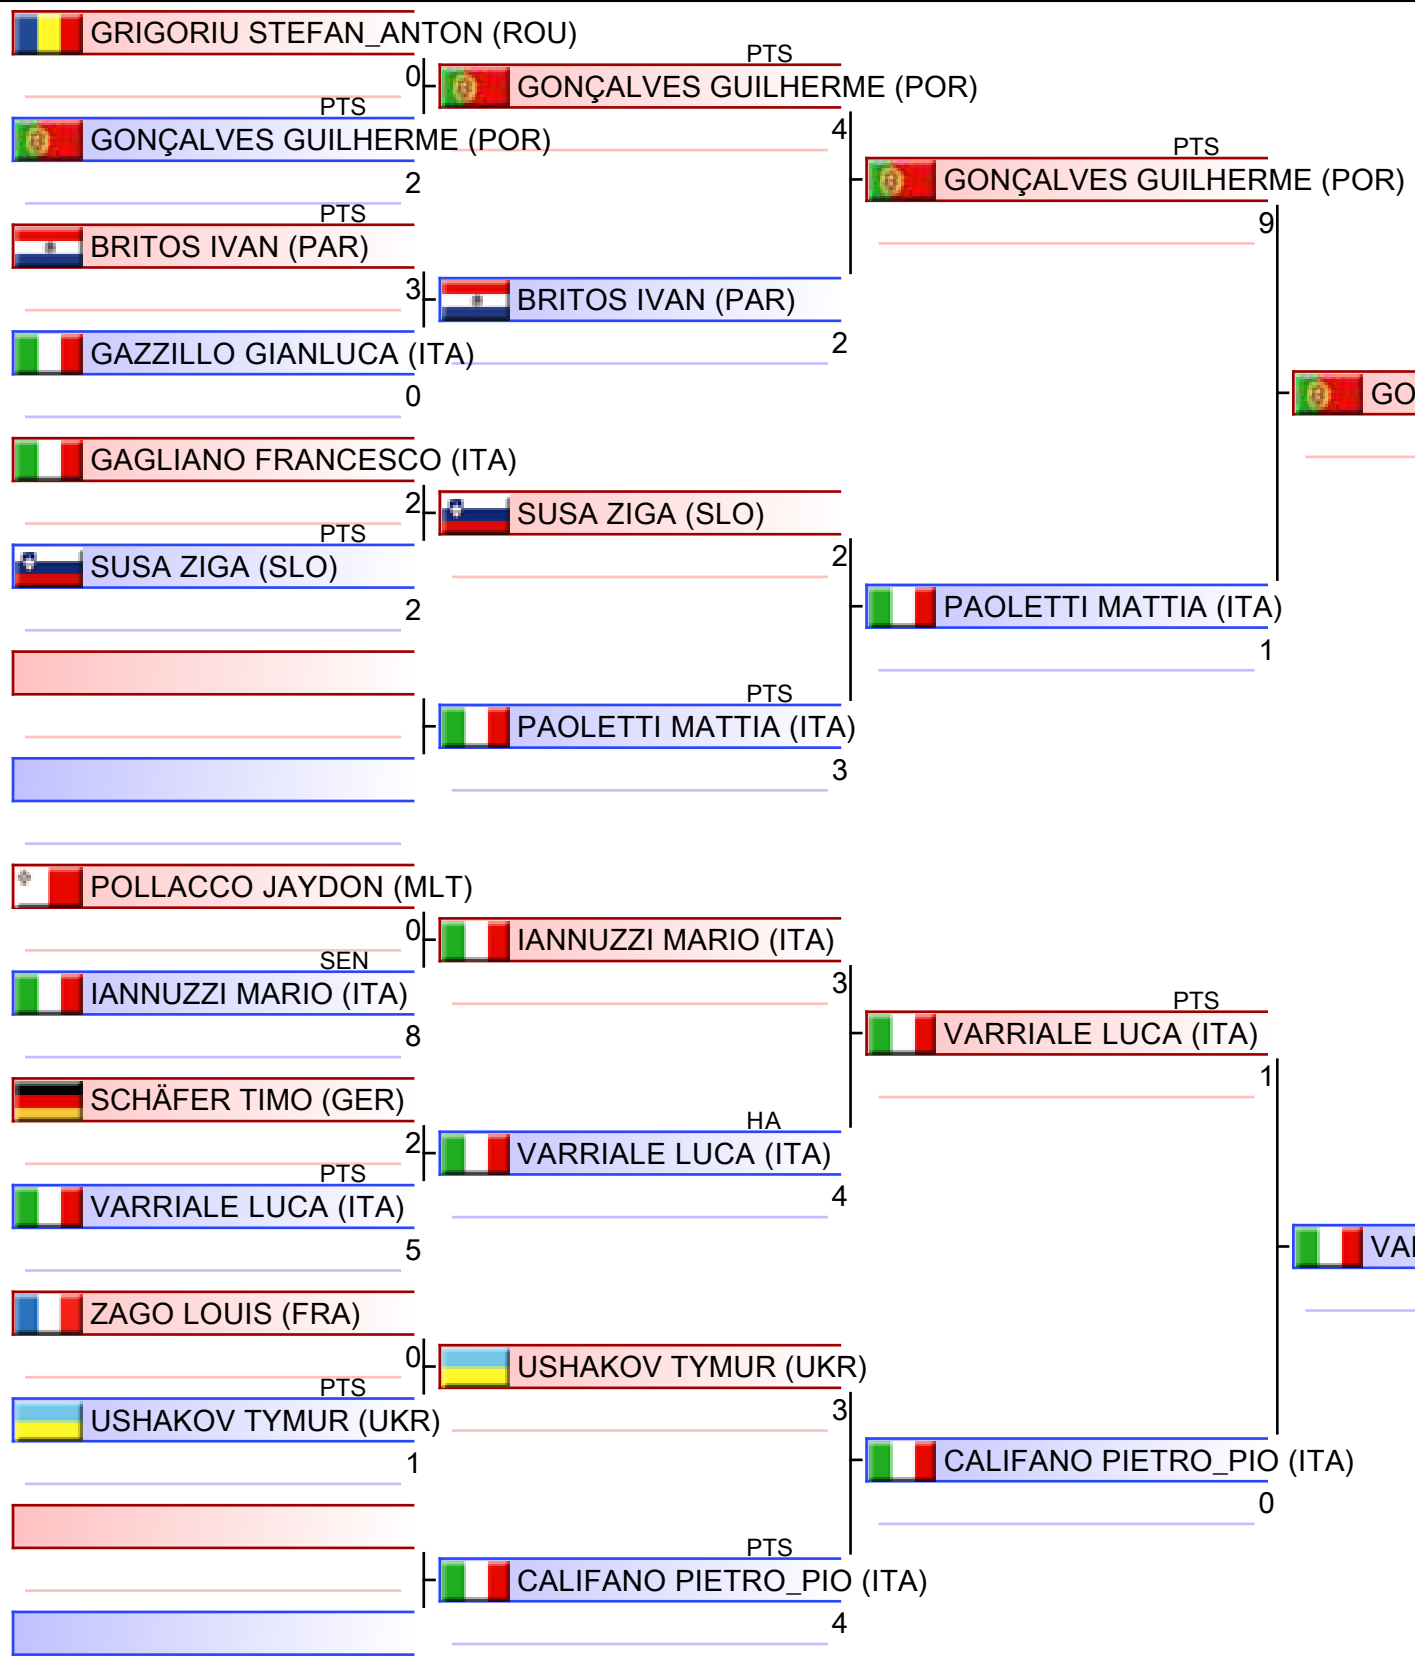 GRIGORIU STEFAN_ANTON (ROU)
PTS
0
GONÇALVES GUILHERME (POR)
PTS
GONÇALVES GUILHERME (POR)
4
PTS
2
GONÇALVES GUILHERME (POR)
PTS
9
BRITOS IVAN (PAR)
3
BRITOS IVAN (PAR)
2
GAZZILLO GIANLUCA (ITA)
0
GO
GAGLIANO FRANCESCO (ITA)
2
SUSA ZIGA (SLO)
PTS
2
SUSA ZIGA (SLO)
2
PAOLETTI MATTIA (ITA)
1
PTS
PAOLETTI MATTIA (ITA)
3
POLLACCO JAYDON (MLT)
0
IANNUZZI MARIO (ITA)
SEN
3
IANNUZZI MARIO (ITA)
PTS
8
VARRIALE LUCA (ITA)
1
SCHÄFER TIMO (GER)
HA
2
VARRIALE LUCA (ITA)
PTS
4
VARRIALE LUCA (ITA)
5
VA
ZAGO LOUIS (FRA)
0
USHAKOV TYMUR (UKR)
PTS
3
USHAKOV TYMUR (UKR)
1
CALIFANO PIETRO_PIO (ITA)
0
PTS
CALIFANO PIETRO_PIO (ITA)
4